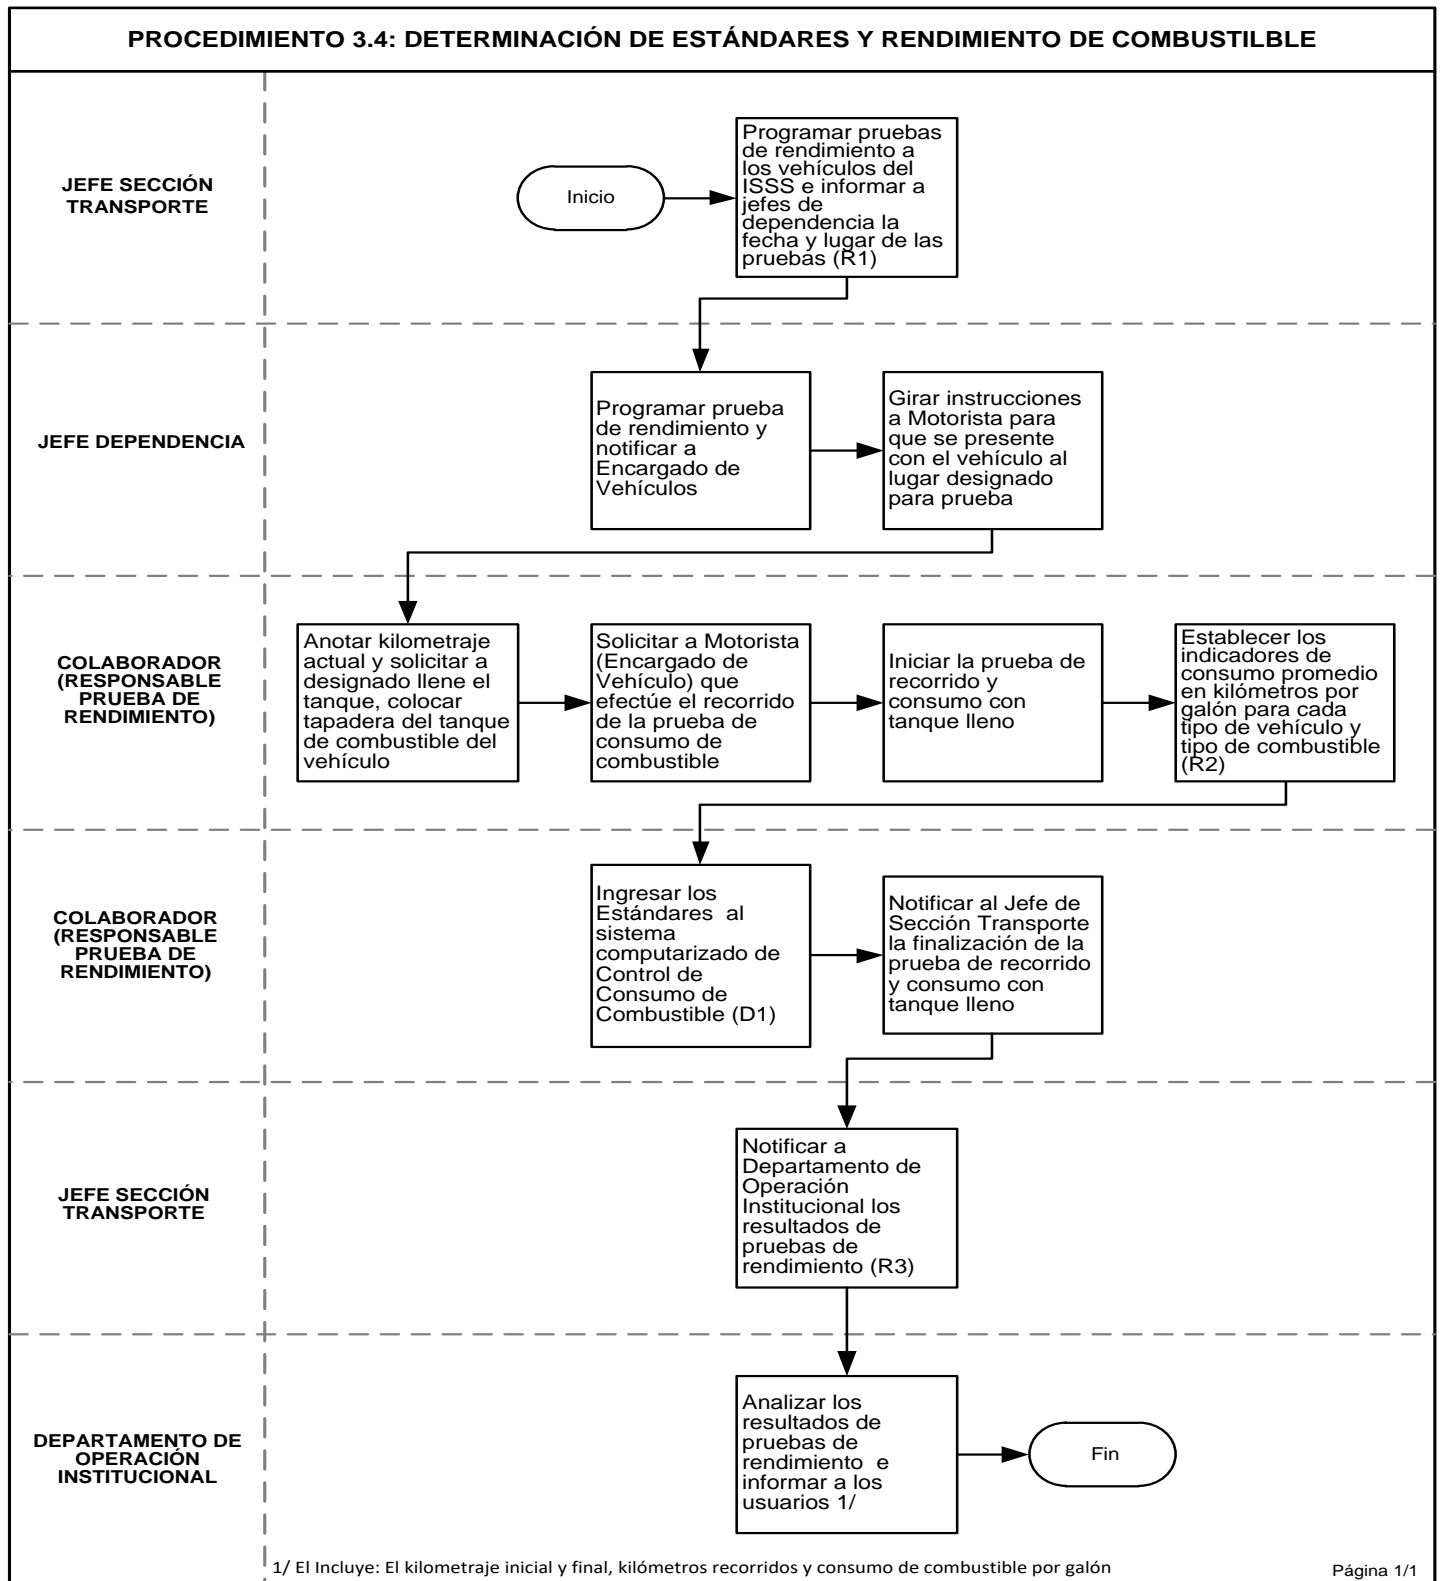 PROCEDIMIENTO 3.4: DETERMINACIÓN DE ESTÁNDARES Y RENDIMIENTO DE COMBUSTILBLE
JEFE SECCIÓN
TRANSPORTE
Inicio
Programar pruebas
de rendimiento a
los vehículos del
ISSS e informar a
jefes de
dependencia la
fecha y lugar de las
pruebas (R1)
JEFE DEPENDENCIA
Programar prueba
de rendimiento y
notificar a
Encargado de
Vehículos
Girar instrucciones
a Motorista para
que se presente
con el vehículo al
lugar designado
para prueba
COLABORADOR
(RESPONSABLE
PRUEBA DE
RENDIMIENTO)
Anotar kilometraje
actual y solicitar a
designado llene el
tanque, colocar
tapadera del tanque
de combustible del
vehículo
Solicitar a Motorista
(Encargado de
Vehículo) que
efectúe el recorrido
de la prueba de
consumo de
combustible
Iniciar la prueba de
recorrido y
consumo con
tanque lleno
Establecer los
indicadores de
consumo promedio
en kilómetros por
galón para cada
tipo de vehículo y
tipo de combustible
(R2)
COLABORADOR
(RESPONSABLE
PRUEBA DE
RENDIMIENTO)
Ingresar los
Estándares al
sistema
computarizado de
Control de
Consumo de
Combustible (D1)
Notificar al Jefe de
Sección Transporte
la finalización de la
prueba de recorrido
y consumo con
tanque lleno
JEFE SECCIÓN
TRANSPORTE
Notificar a
Departamento de
Operación
Institucional los
resultados de
pruebas de
rendimiento (R3)
DEPARTAMENTO DE
OPERACIÓN
INSTITUCIONAL
Analizar los
resultados de
pruebas de
rendimiento e
informar a los
usuarios 1/
Fin
1/ El Incluye: El kilometraje inicial y final, kilómetros recorridos y consumo de combustible por galón
Página 1/1